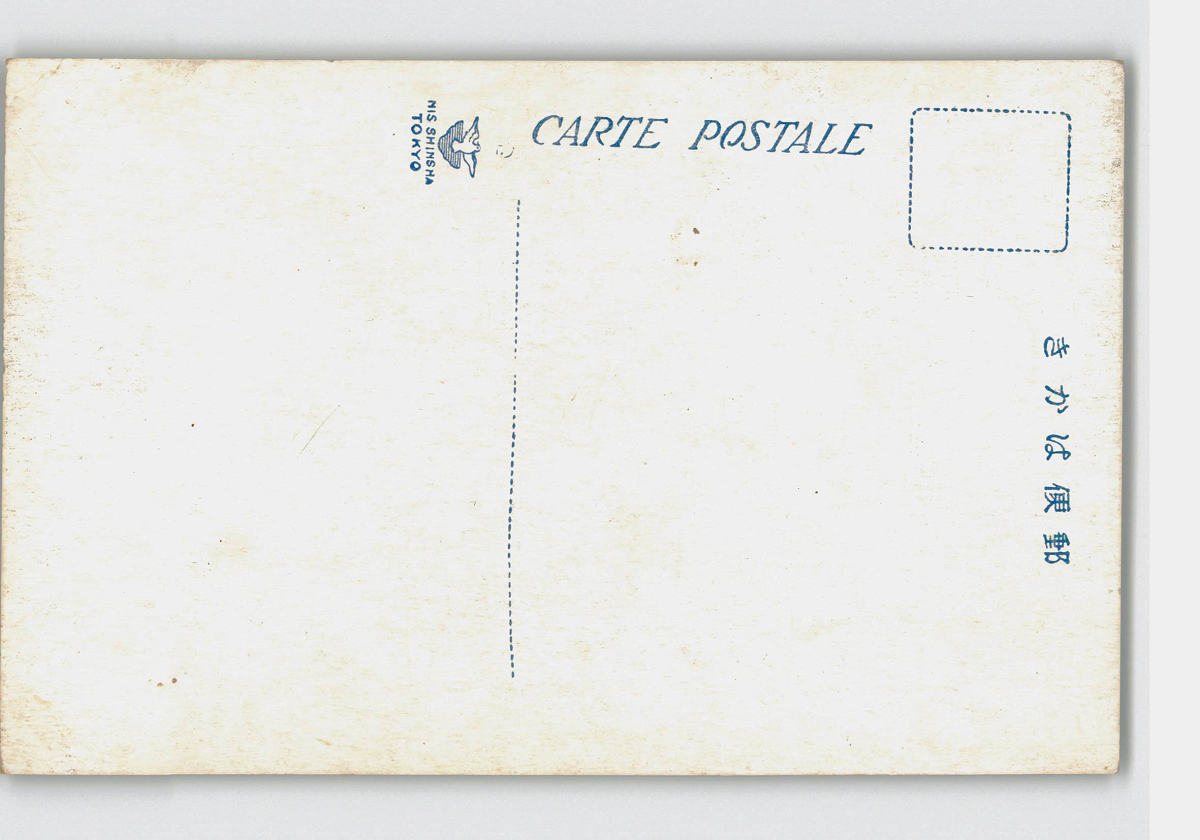 CARTE POSTALE
NIS SHINSHA
TOKYO
郵便はかき